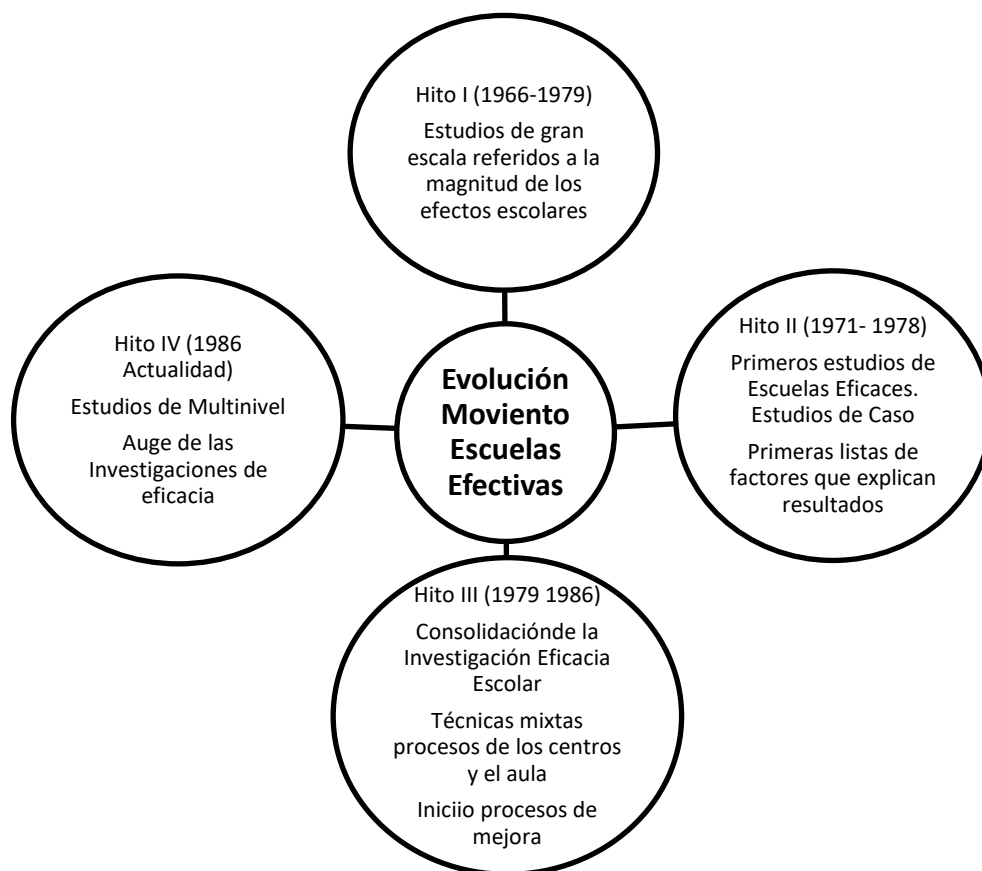 Hito I (1966-1979)
Estudios de gran
escala referidos a la
magnitud de los
efectos escolares
Hito IV (1986
Actualidad)
Estudios de Multinivel
Auge de las
Investigaciones de
eficacia
Evolución
Moviento
Escuelas
Efectivas
Hito II (1971- 1978)
Primeros estudios de
Escuelas Eficaces.
Estudios de Caso
Primeras listas de
factores que explican
resultados
Hito III (1979 1986)
Consolidaciónde la
Investigación Eficacia
Escolar
Técnicas mixtas
procesos de los centros
y el aula
Iniciio procesos de
mejora